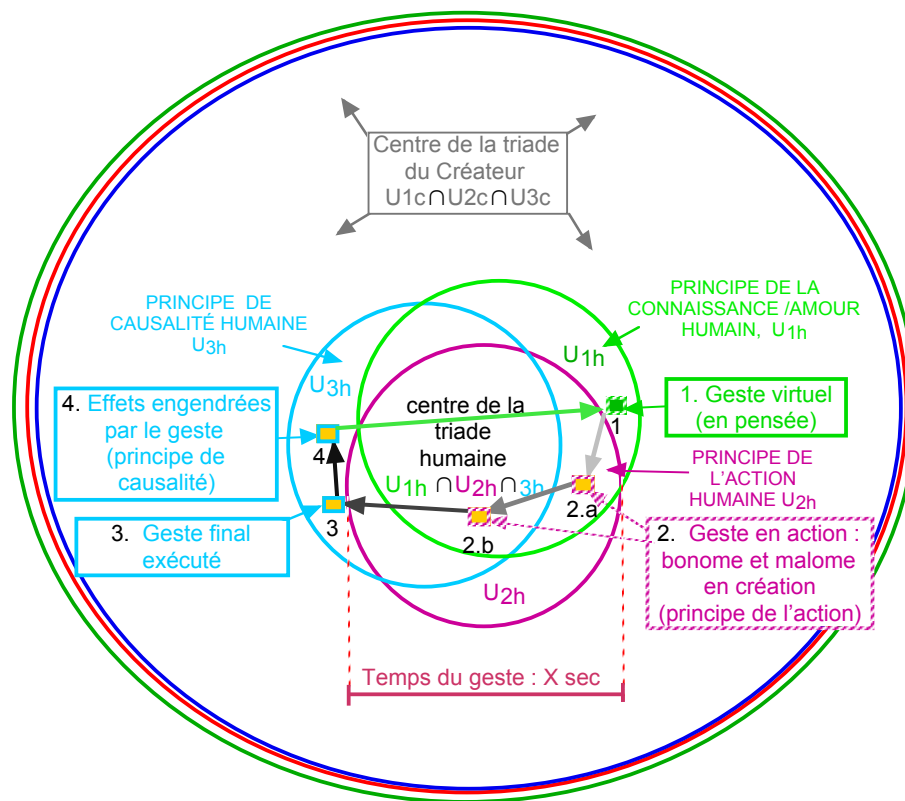 Centre de la triade
du Créateur
U1c∩U2c∩U3c
PRINCIPE DE
CAUSALITÉ HUMAINE
U3h
PRINCIPE DE LA
CONNAISSANCE /AMOUR
HUMAIN, U1h
U1h
U3h
4. Effets engendrées
par le geste
(principe de
causalité)
centre de la
triade
humaine
U1h ∩U2h∩3h
1
1. Geste virtuel
(en pensée)
4
PRINCIPE DE
L'ACTION
HUMAINE U2h
2.a
3
2.b
3. Geste final
exécuté
2. Geste en action :
bonome et malome
en création
(principe de l'action)
U2h
Temps du geste : X sec